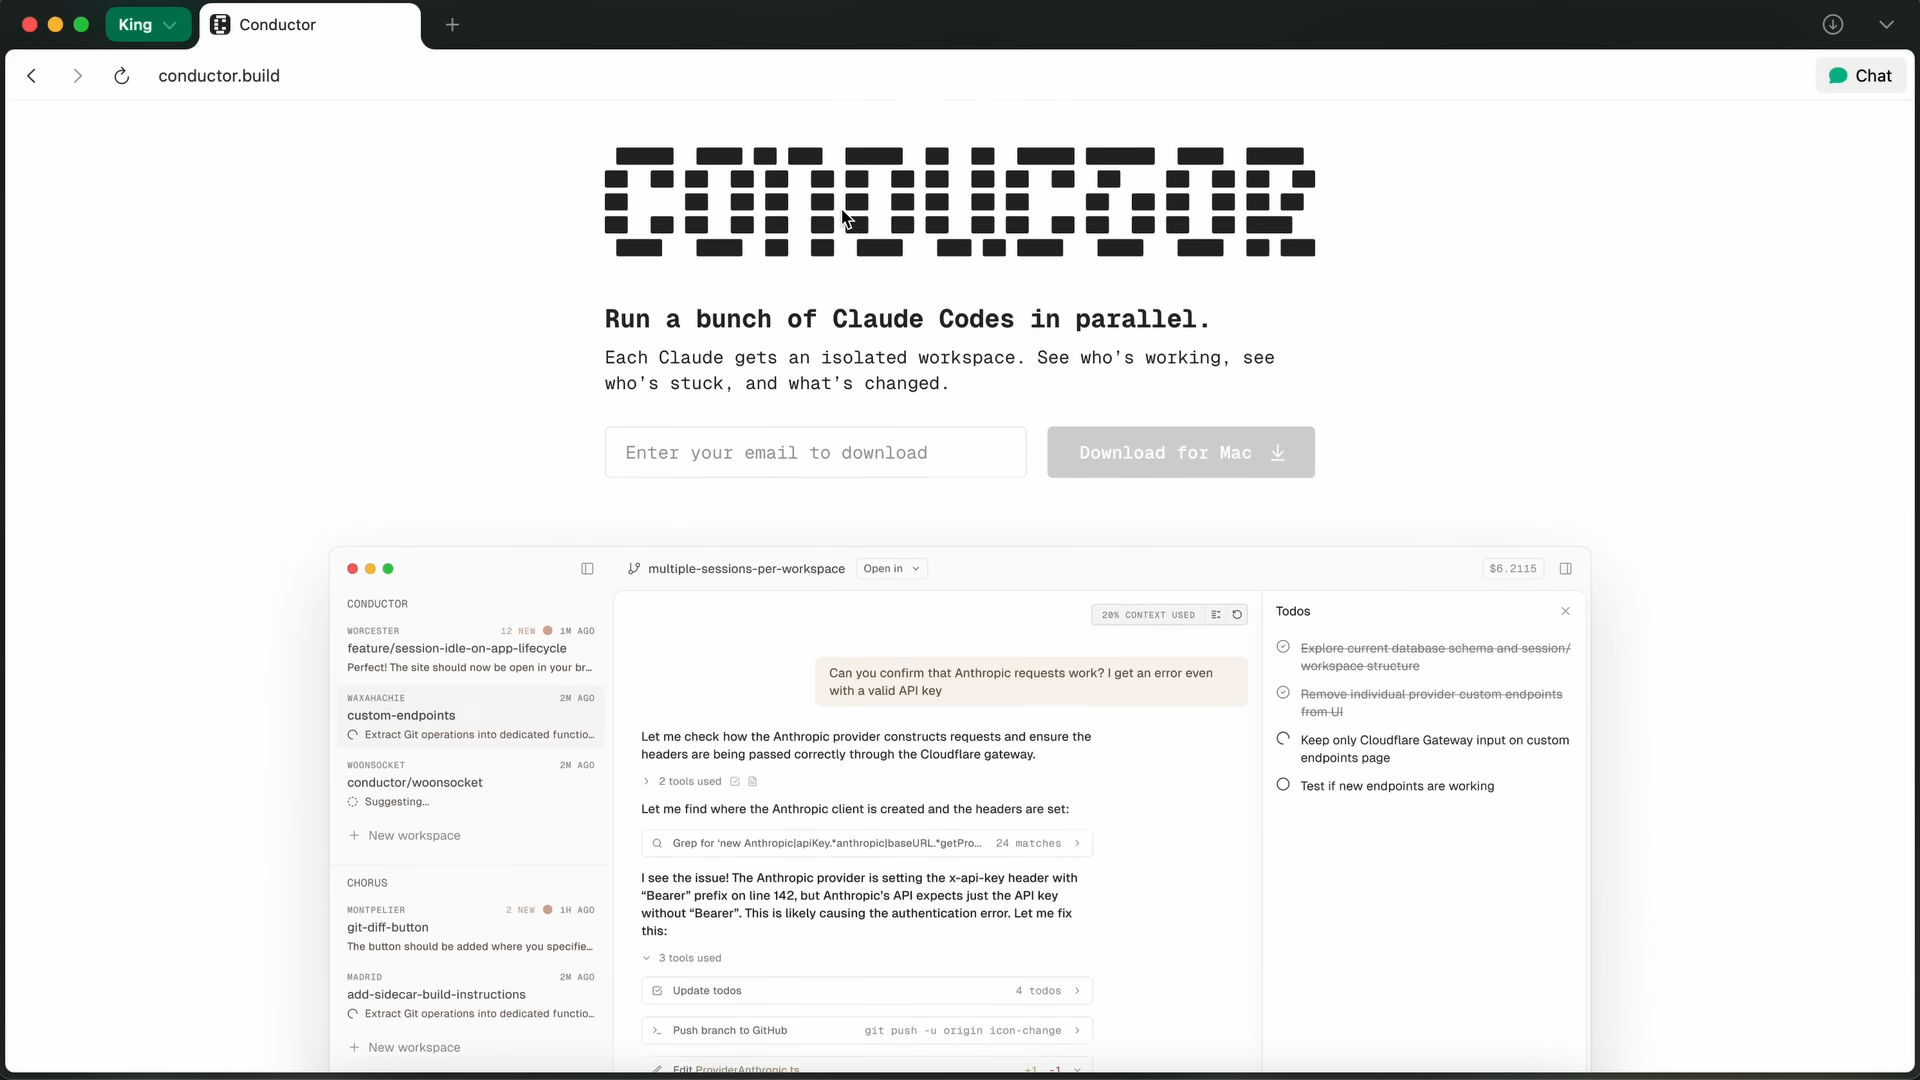 King
Conductor
conductor.build
Chat
CONDUCTOR
Run a bunch of Claude Codes in parallel.
Each Claude gets an isolated workspace. See who's working, see
who's stuck, and what's changed.
Enter your email to download
Download for Mac
multiple-sessions-per-workspace
Open in
$6.2115
CONDUCTOR
WORCESTER 12 NEW 1M AGO
feature/session-idle-on-app-lifecycle
Perfect! The site should now be open in your br...
WAXAHACHIE 2M AGO
custom-endpoints
Extract Git operations into dedicated functio...
WOONSOCKET 2M AGO
conductor/woonsocket
Suggesting...
New workspace
CHORUS
MONTPELIER 2 NEW 1H AGO
git-diff-button
The button should be added where you specifie...
MADRID 2M AGO
add-sidecar-build-instructions
Extract Git operations into dedicated functio...
New workspace
20% CONTEXT USED
Can you confirm that Anthropic requests work? I get an error even
with a valid API key
Let me check how the Anthropic provider constructs requests and ensure the
headers are being passed correctly through the Cloudflare gateway.
2 tools used
Let me find where the Anthropic client is created and the headers are set:
Grep for ‘new Anthropic|apiKey.*anthropic|baseURL.*getPro... 24 matches
I see the issue! The Anthropic provider is setting the x-api-key header with
“Bearer” prefix on line 142, but Anthropic’s API expects just the API key
without “Bearer”. This is likely causing the authentication error. Let me fix
this:
3 tools used
Update todos 4 todos
Push branch to GitHub git push -u origin icon-change
Edit ProviderAnthropic.ts +1 -1
Todos
Explore current database schema and session/
workspace structure
Remove individual provider custom endpoints
from UI
Keep only Cloudflare Gateway input on custom
endpoints page
Test if new endpoints are working